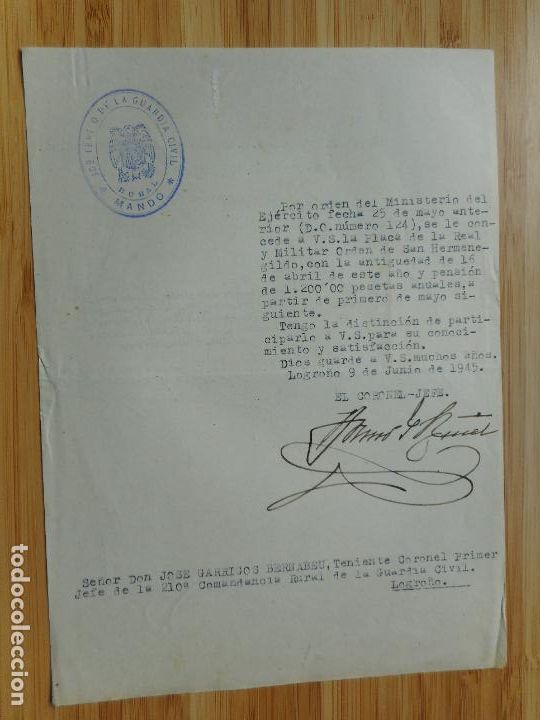 TERCIO DE LA GUARDIA CIVIL
RURAL
* MANDO *
Por orden del Ministerio del
Ejército fecha 25 de mayo ante-
rior (D.O.número 124), se le con-
cede a V.S.la Placa de la Real
y Militar Orden de San Hermene-
gildo,con la antiguedad de 16
de abril de este año y pensión
de 1.200'00 pesetas anuales,a
partir de primero de mayo si-
guiente.
Tengo la distinción de parti-
ciparlo a V.S.para su conoci-
miento y satisfacción.
Dios guarde a V.S.muchos años.
Logroño 9 de Junio de 1945.
EL CORONEL-JEFE.
Señor Don JOSE GARRIGOS BERNABEU,Teniente Coronel Primer
Jefe de la 210ª Comandancia Rural de la Guardia Civil.
Logroño.
todocoleccion.net